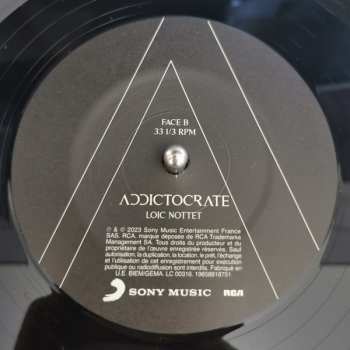 FACE B
33 1/3 RPM
ADDICTOCRATE
LOIC NOTTET
℗ & © 2023 Sony Music Entertainment France
SAS. RCA, marque déposée de RCA Trademarks
Management SA. Tous droits du producteur et du
propriétaire de l'œuvre enregistrée réservés. Sauf
autorisation, la duplication, la location, le prêt, l'échange
et l'utilisation de cet enregistrement pour exécution
publique ou radiodiffusion sont interdits. Fabriqué en
U.E. BIEM/GEMA. LC 00316. 19658818751
SONY MUSIC
RCA